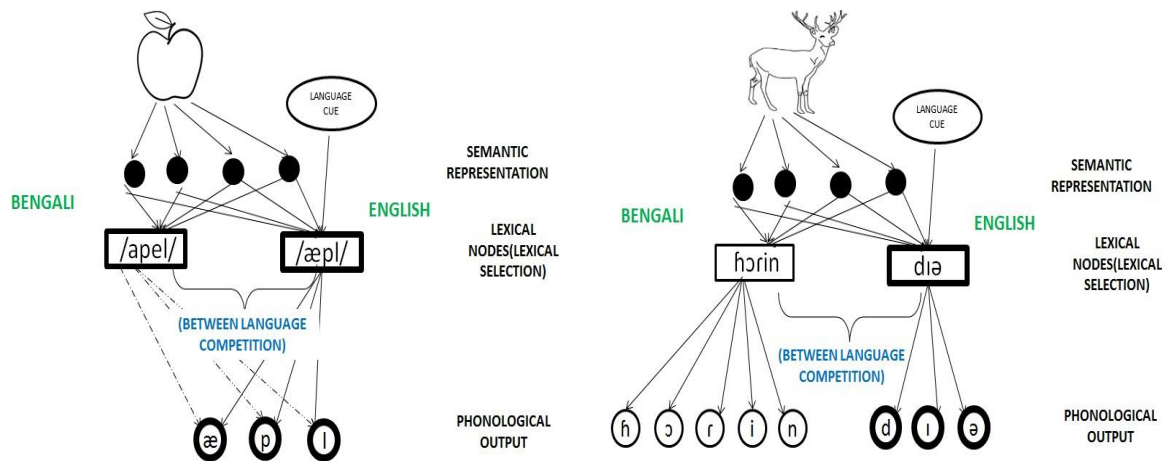 LANGUAGE
CUE
SEMANTIC
REPRESENTATION
BENGALI
ENGLISH
/apel/
/æpl/
LEXICAL
NODES(LEXICAL
SELECTION)
(BETWEEN LANGUAGE
COMPETITION)
PHONOLOGICAL
OUTPUT
æ p l
LANGUAGE
CUE
SEMANTIC
REPRESENTATION
BENGALI
ENGLISH
ɦɔrin
dɪə
LEXICAL
NODES(LEXICAL
SELECTION)
(BETWEEN LANGUAGE
COMPETITION)
PHONOLOGICAL
OUTPUT
ɦ ɔ ɾ i n
d ɪ ə